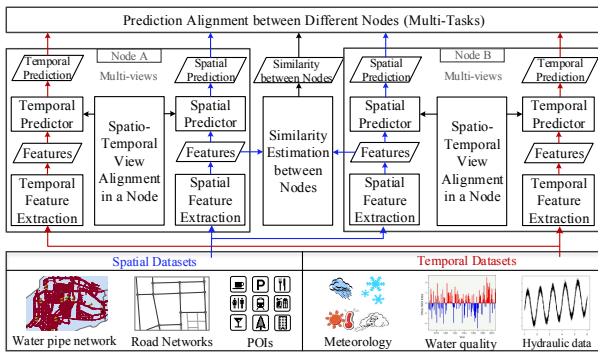 Prediction Alignment between Different Nodes (Multi-Tasks)
Temporal Prediction
Node A
Multi-views
Spatial Prediction
Similarity between Nodes
Spatial Prediction
Node B
Multi-views
Temporal Prediction
Temporal Predictor
Spatio-Temporal View Alignment in a Node
Spatial Predictor
Similarity Estimation between Nodes
Spatial Predictor
Spatio-Temporal View Alignment in a Node
Temporal Predictor
Features
Features
Features
Features
Temporal Feature Extraction
Spatial Feature Extraction
Spatial Feature Extraction
Temporal Feature Extraction
Spatial Datasets
Temporal Datasets
P
Water pipe network
Road Networks
POIs
Meteorology
Water quality
Hydraulic data